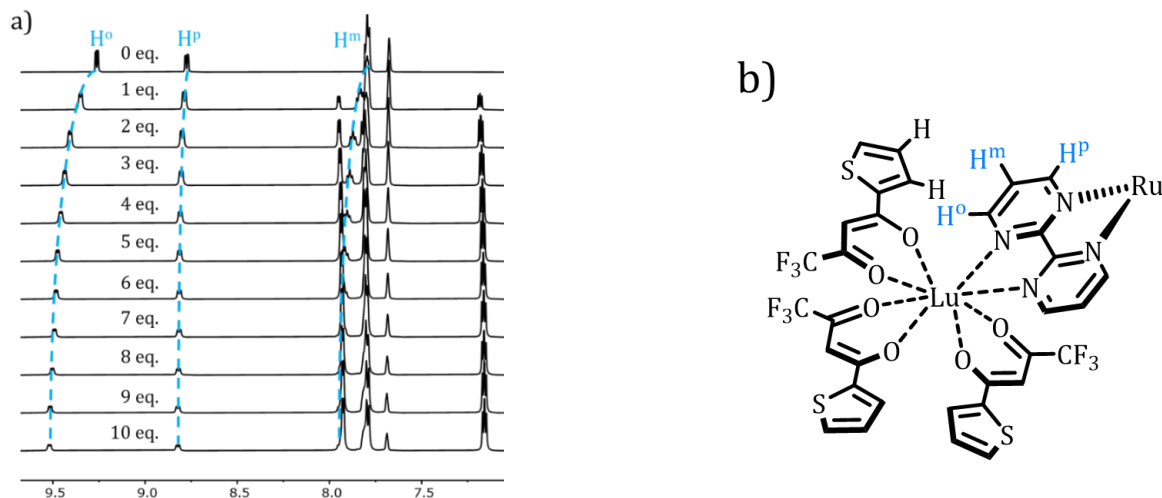 a)
Hᵒ
Hᵖ
Hᵐ
0 eq.
1 eq.
2 eq.
3 eq.
4 eq.
5 eq.
6 eq.
7 eq.
8 eq.
9 eq.
10 eq.
9.5 9.0 8.5 8.0 7.5
b)
H
S
H
Hᵐ
Hᵖ
Ru
Hᵒ
N
N
N
N
O
O
F₃C
Lu
F₃C
O
O
O
O
CF₃
S
S